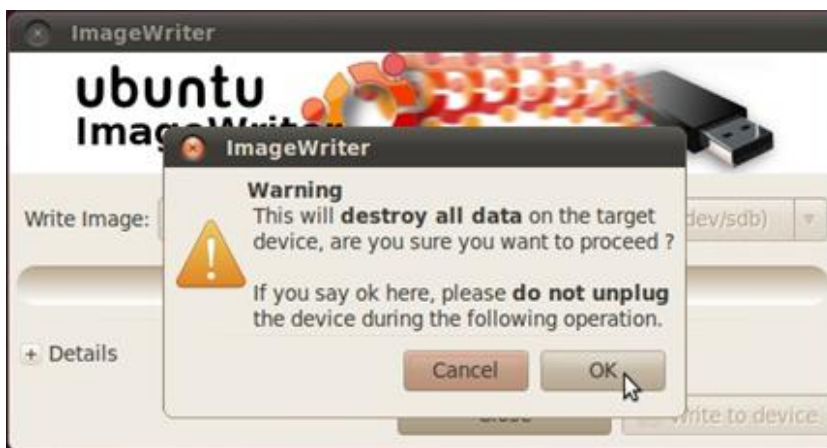 ImageWriter
ubuntu
ImageWriter
ImageWriter
Warning
This will destroy all data on the target
device, are you sure you want to proceed ?
If you say ok here, please do not unplug
the device during the following operation.
Cancel
OK
Write Image:
dev/sdb)
+ Details
Close
Write to device